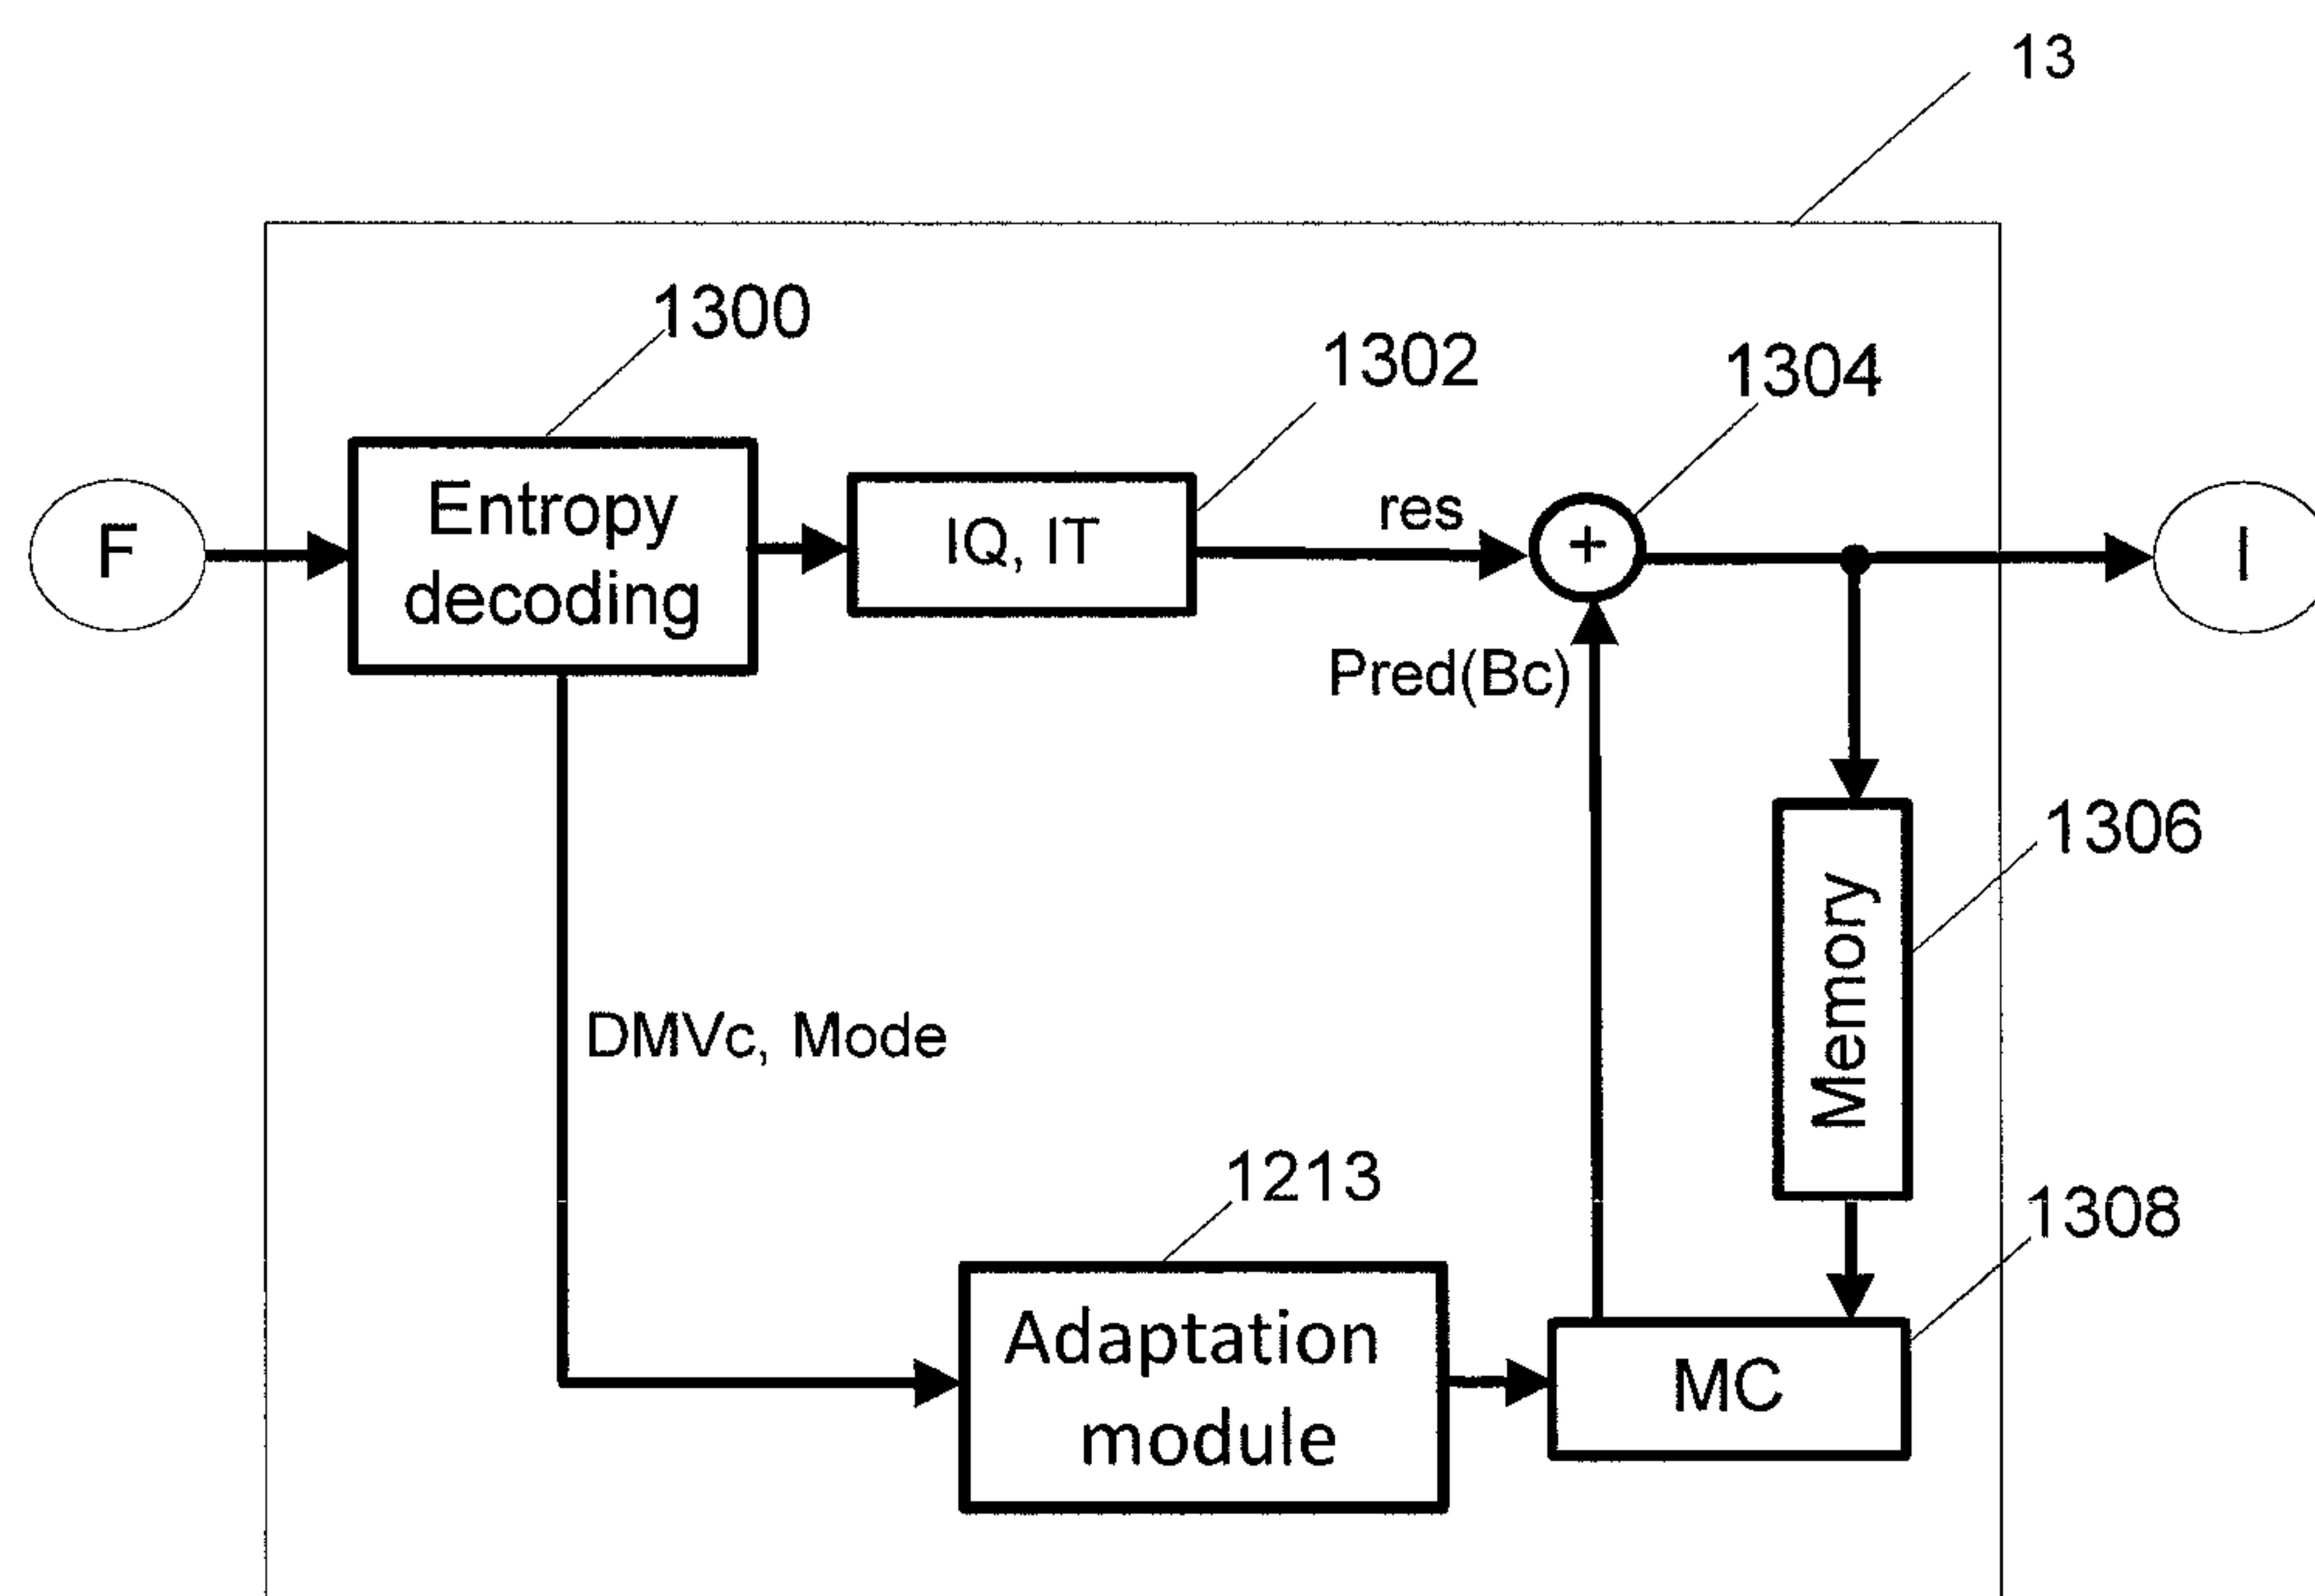 13
1300
1302
1304
Entropy
decoding
IQ, IT
res
+
F
I
Pred(Bc)
1306
Memory
DMVc, Mode
1213
1308
Adaptation
module
MC